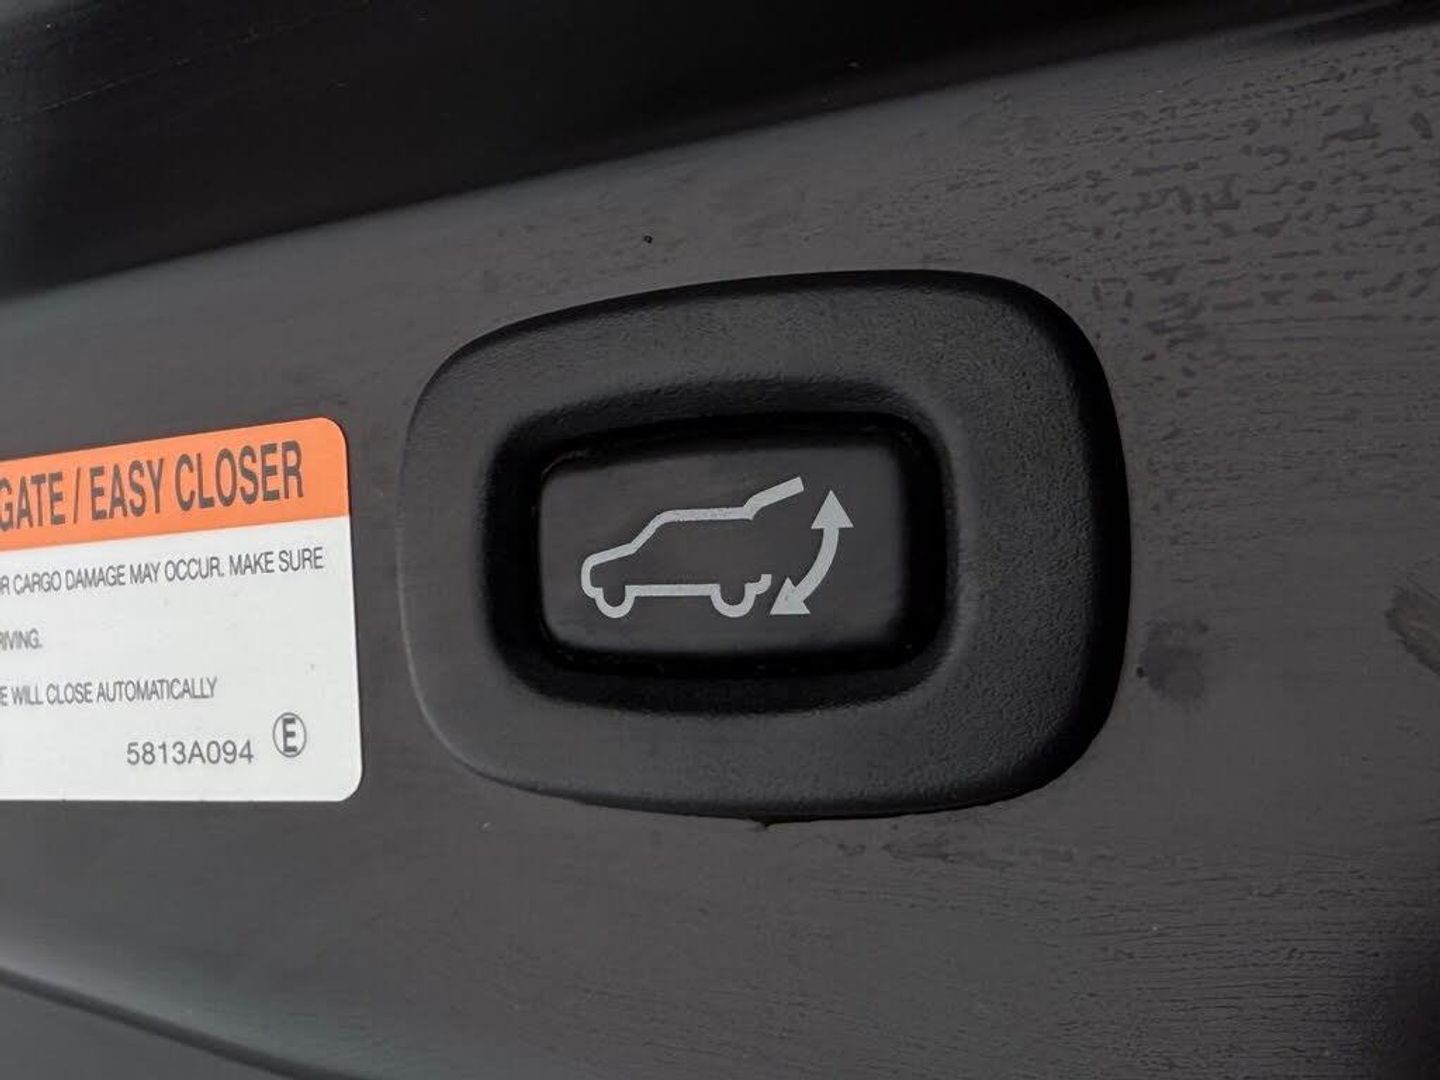 GATE / EASY CLOSER
R CARGO DAMAGE MAY OCCUR. MAKE SURE
RIVING.
E WILL CLOSE AUTOMATICALLY
5813A094 E